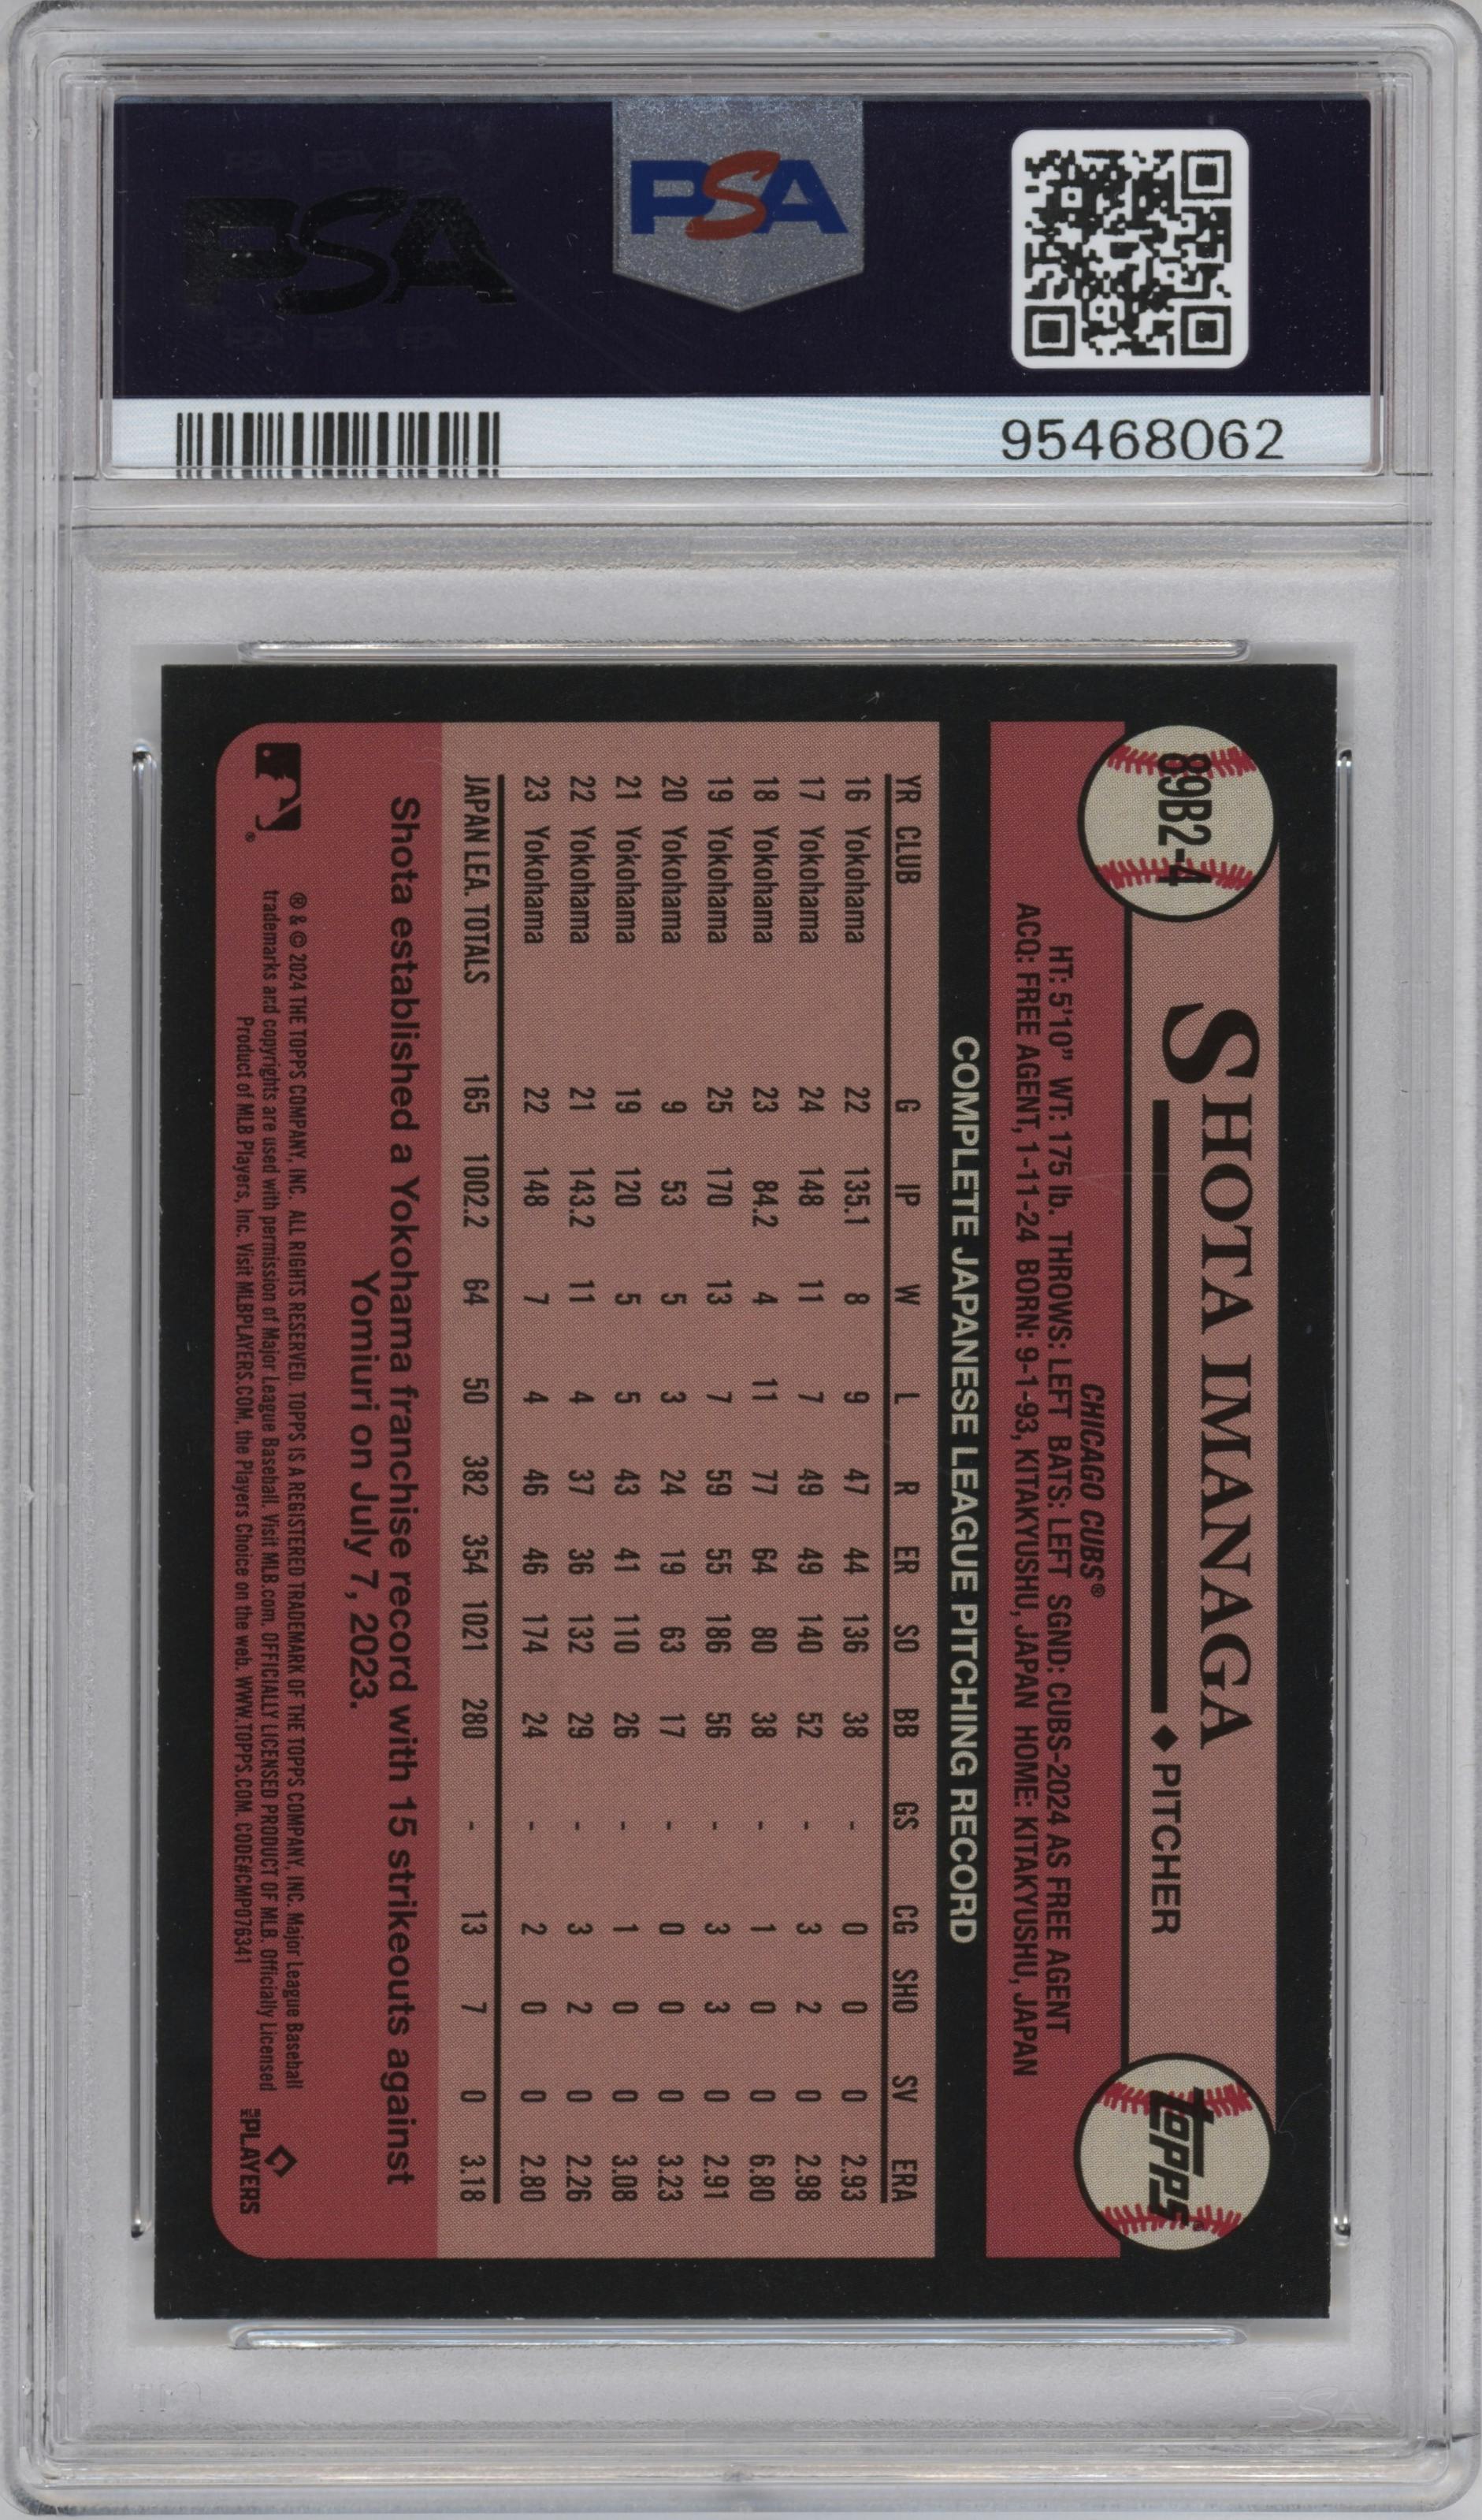 PSA
PSA
95468062
89B2-4
SHOTA IMANAGA
◆ PITCHER
topps®
CHICAGO CUBS®
HT: 5'10" WT: 175 lb. THROWS: LEFT BATS: LEFT SGND: CUBS-2024 AS FREE AGENT
ACQ: FREE AGENT, 1-11-24 BORN: 9-1-93, KITAKYUSHU, JAPAN HOME: KITAKYUSHU, JAPAN
COMPLETE JAPANESE LEAGUE PITCHING RECORD
YR CLUB G IP W L R ER SO BB GS CG SHO SV ERA
16 Yokohama 22 135.1 8 9 47 44 136 38 - 0 0 0 2.93
17 Yokohama 24 148 11 7 49 49 140 52 - 3 2 0 2.98
18 Yokohama 23 84.2 4 11 77 64 80 38 - 1 0 0 6.80
19 Yokohama 25 170 13 7 59 55 186 56 - 3 3 0 2.91
20 Yokohama 9 53 5 3 24 19 63 17 - 0 0 0 3.23
21 Yokohama 19 120 5 5 43 41 110 26 - 1 0 0 3.08
22 Yokohama 21 143.2 11 4 37 36 132 29 - 3 2 0 2.26
23 Yokohama 22 148 7 4 46 46 174 24 - 2 0 0 2.80
JAPAN LEA. TOTALS 165 1002.2 64 50 382 354 1021 280 - 13 7 0 3.18
Shota established a Yokohama franchise record with 15 strikeouts against
Yomiuri on July 7, 2023.
® & © 2024 THE TOPPS COMPANY, INC. ALL RIGHTS RESERVED. TOPPS IS A REGISTERED TRADEMARK OF THE TOPPS COMPANY, INC. Major League Baseball
trademarks and copyrights are used with permission of Major League Baseball. Visit MLB.com. OFFICIALLY LICENSED PRODUCT OF MLB. Officially Licensed
Product of MLB Players, Inc. Visit MLBPLAYERS.COM, the Players Choice on the web. WWW.TOPPS.COM. CODE#CMP076341
MLB PLAYERS
PSA